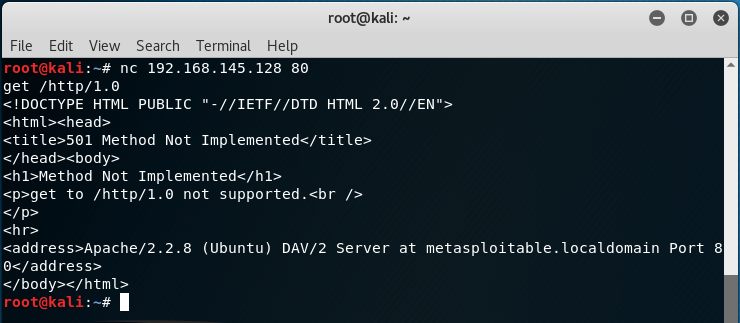 root@kali: ~
File Edit View Search Terminal Help
root@kali:~# nc 192.168.145.128 80
get /http/1.0
<!DOCTYPE HTML PUBLIC "-//IETF//DTD HTML 2.0//EN">
<html><head>
<title>501 Method Not Implemented</title>
</head><body>
<h1>Method Not Implemented</h1>
<p>get to /http/1.0 not supported.<br />
</p>
<hr>
<address>Apache/2.2.8 (Ubuntu) DAV/2 Server at metasploitable.localdomain Port 8
0</address>
</body></html>
root@kali:~#